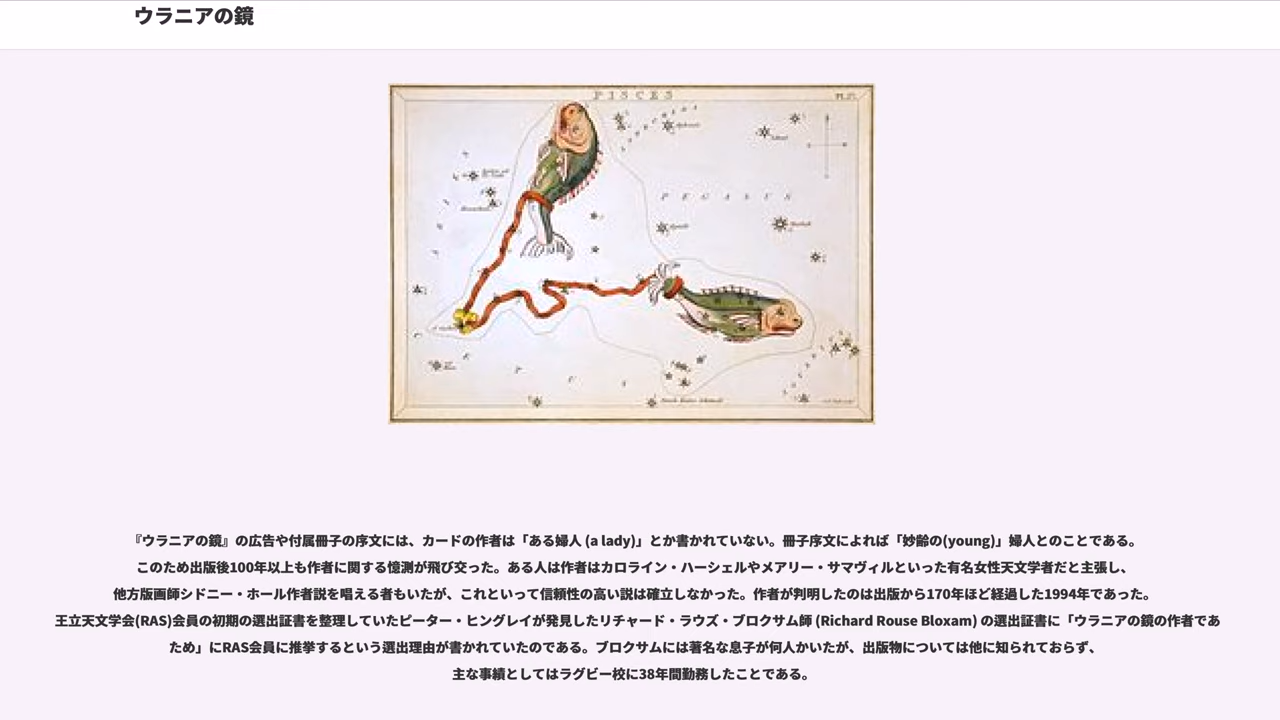 ウラニアの鏡
PISCES
PEGASUS
『ウラニアの鏡』の広告や付属冊子の序文には、カードの作者は「ある婦人 (a lady)」とか書かれていない。冊子序文によれば「妙齢の(young)」婦人とのことである。
このため出版後100年以上も作者に関する憶測が飛び交った。ある人は作者はカロライン・ハーシェルやメアリー・サマヴィルといった有名女性天文学者だと主張し、
他方版画師シドニー・ホール作者説を唱える者もいたが、これといって信頼性の高い説は確立しなかった。作者が判明したのは出版から170年ほど経過した1994年であった。
王立天文学会(RAS)会員の初期の選出証書を整理していたピーター・ヒングレイが発見したリチャード・ラウズ・ブロクサム師 (Richard Rouse Bloxam) の選出証書に「ウラニアの鏡の作者であ
ため」にRAS会員に推挙するという選出理由が書かれていたのである。ブロクサムには著名な息子が何人かいたが、出版物については他に知られておらず、
主な事績としてはラグビー校に38年間勤務したことである。